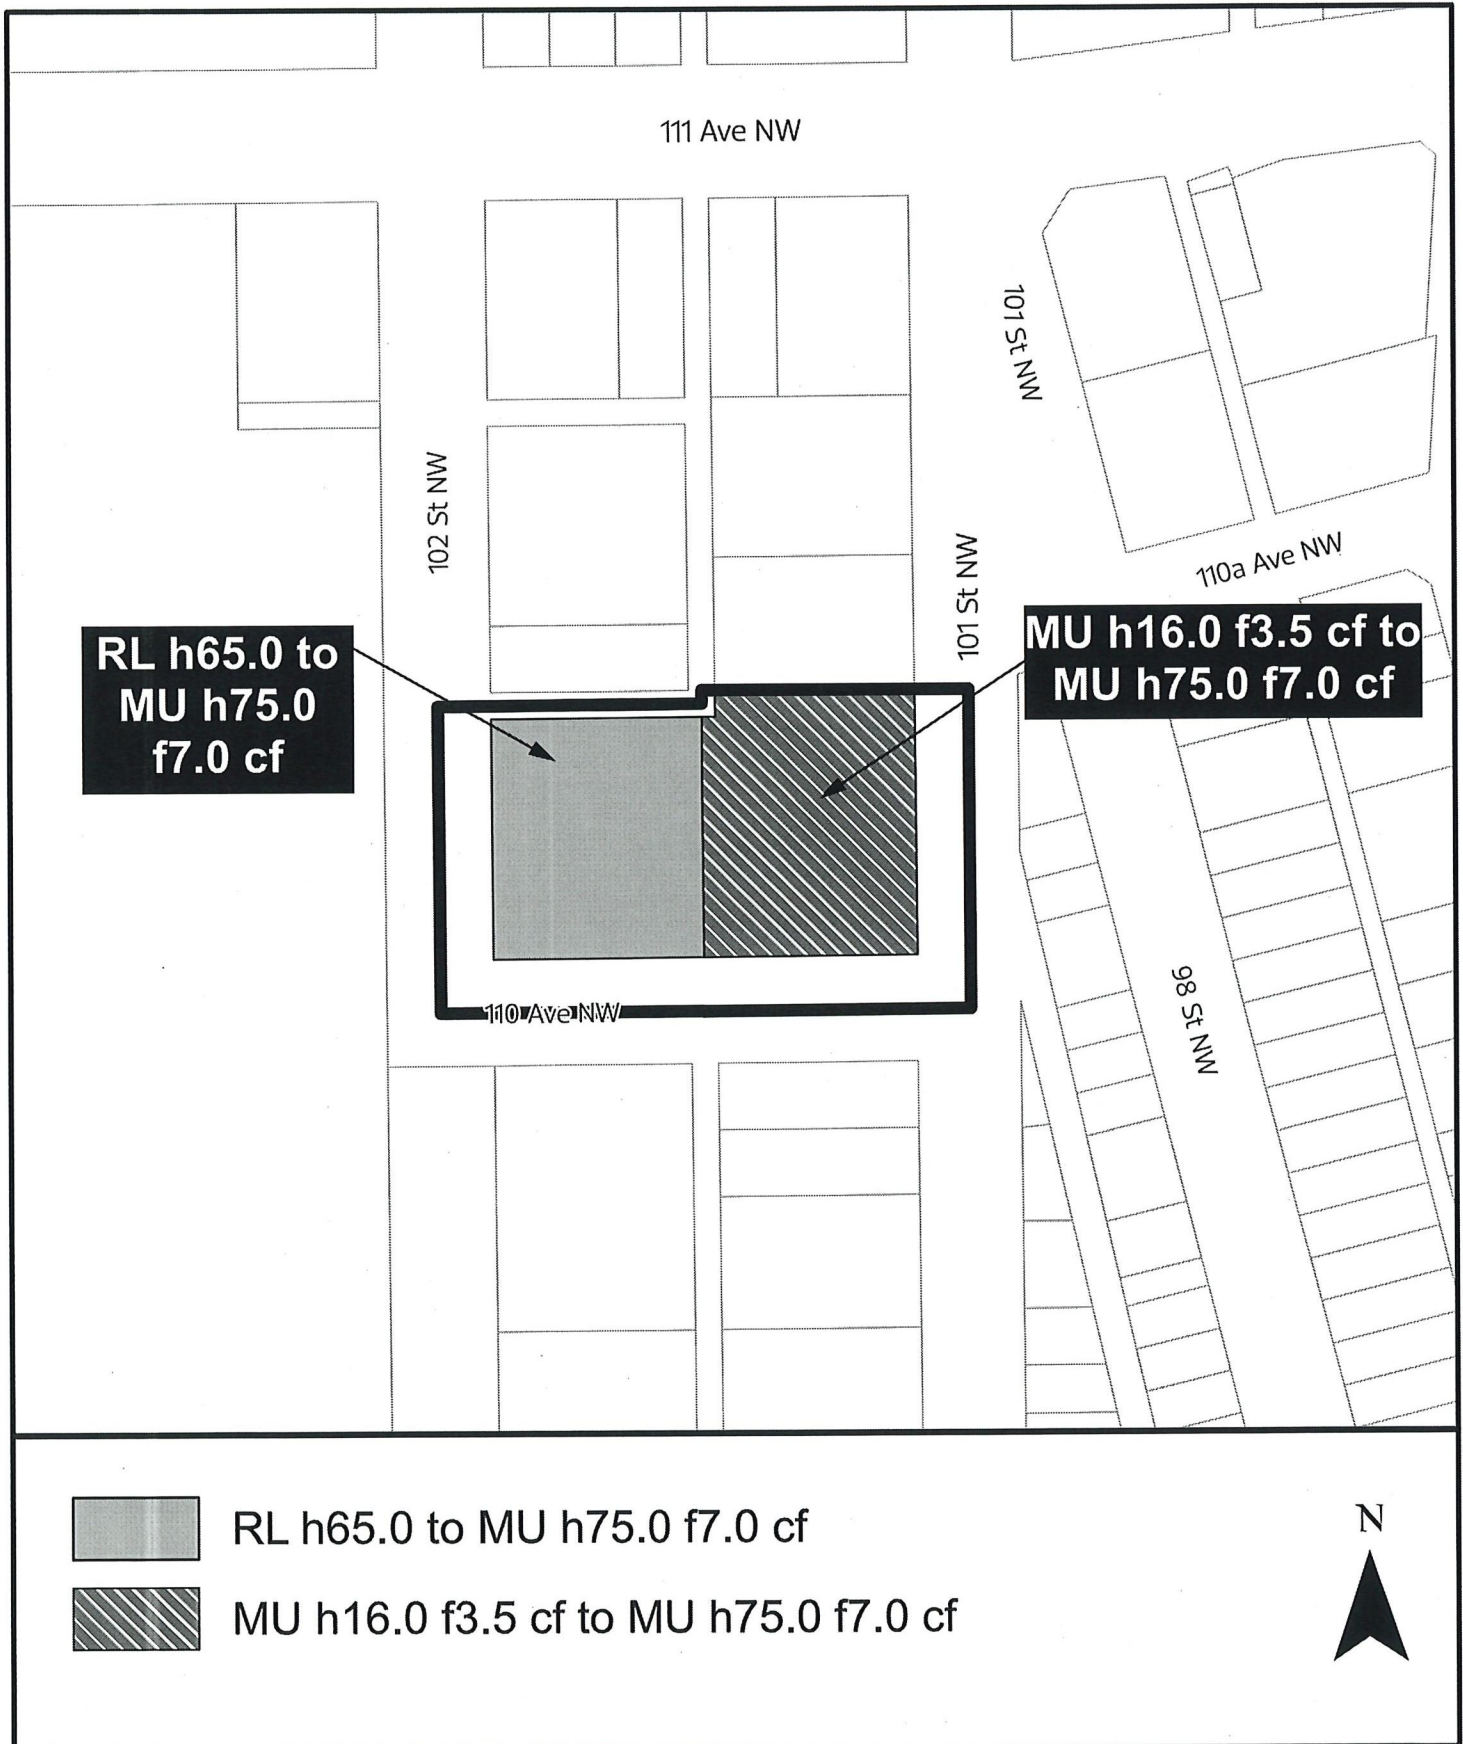 111 Ave NW
101 St NW
102 St NW
101 St NW
110a Ave NW
RL h65.0 to
MU h75.0
f7.0 cf
MU h16.0 f3.5 cf to
MU h75.0 f7.0 cf
98 St NW
110 Ave NW
RL h65.0 to MU h75.0 f7.0 cf
MU h16.0 f3.5 cf to MU h75.0 f7.0 cf
N